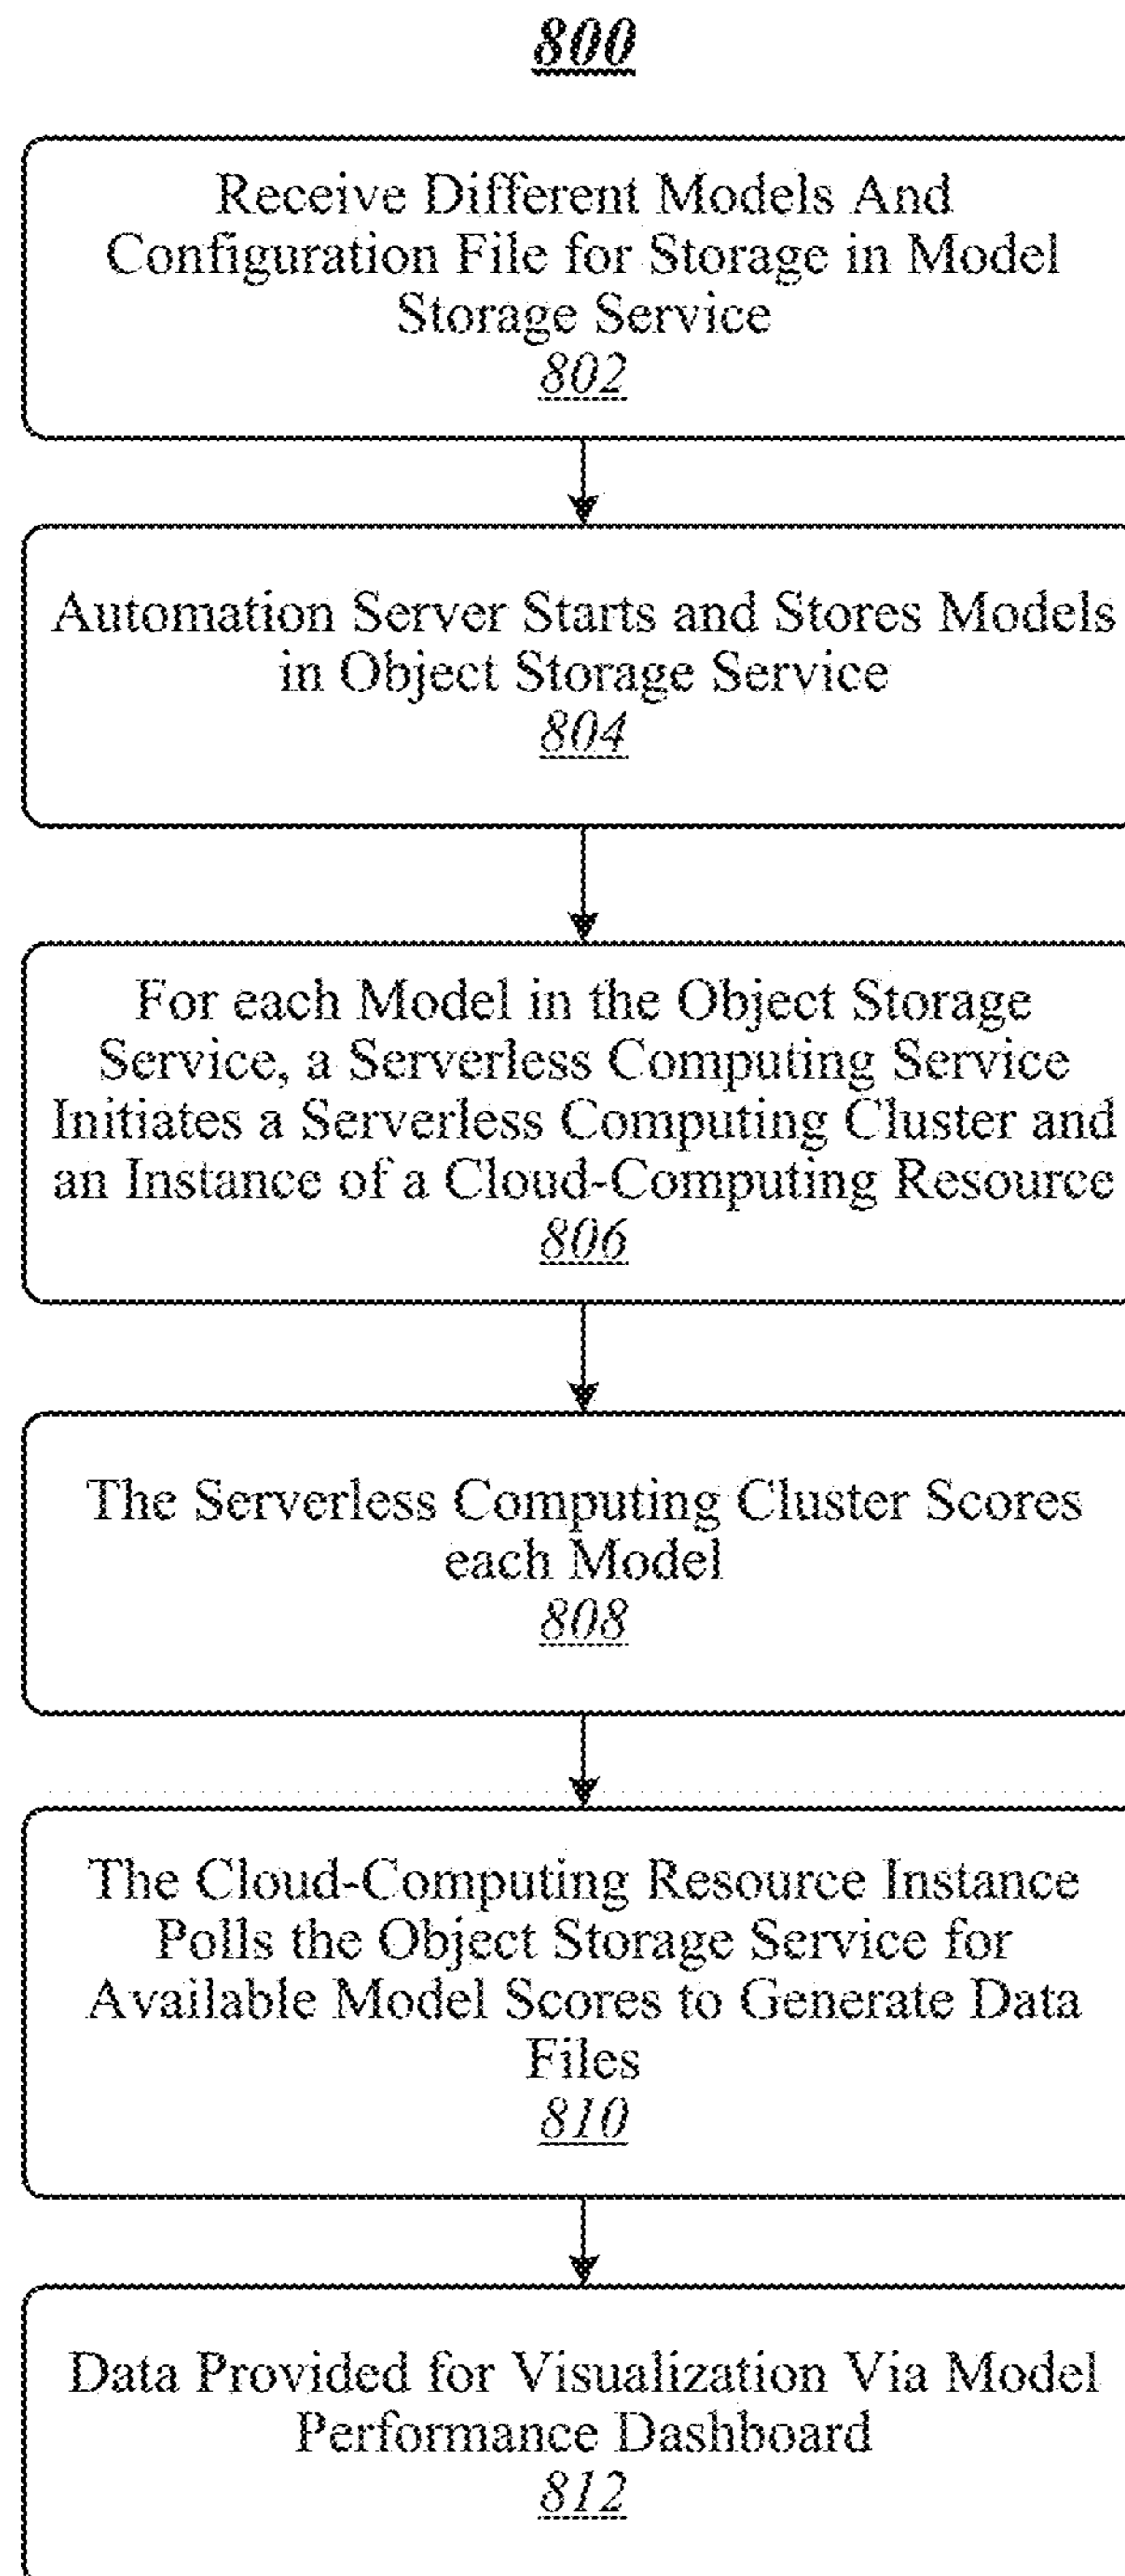 800
Receive Different Models And
Configuration File for Storage in Model
Storage Service
802
Automation Server Starts and Stores Models
in Object Storage Service
804
For each Model in the Object Storage
Service, a Serverless Computing Service
Initiates a Serverless Computing Cluster and
an Instance of a Cloud-Computing Resource
806
The Serverless Computing Cluster Scores
each Model
808
The Cloud-Computing Resource Instance
Polls the Object Storage Service for
Available Model Scores to Generate Data
Files
810
Data Provided for Visualization Via Model
Performance Dashboard
812